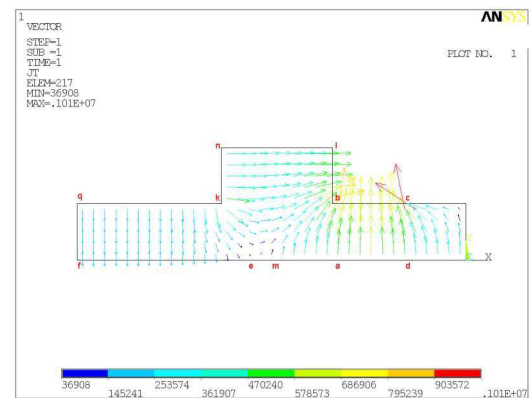 1
ANSYS
VECTOR
STEP=1
SUB =1
TIME=1
JT
ELEM=217
MIN=36908
MAX=.101E+07
PLOT NO. 1
n
l
q
k
b
c
Y
f
e
m
a
d
X
36908
145241
253574
361907
470240
578573
686906
795239
903572
.101E+07